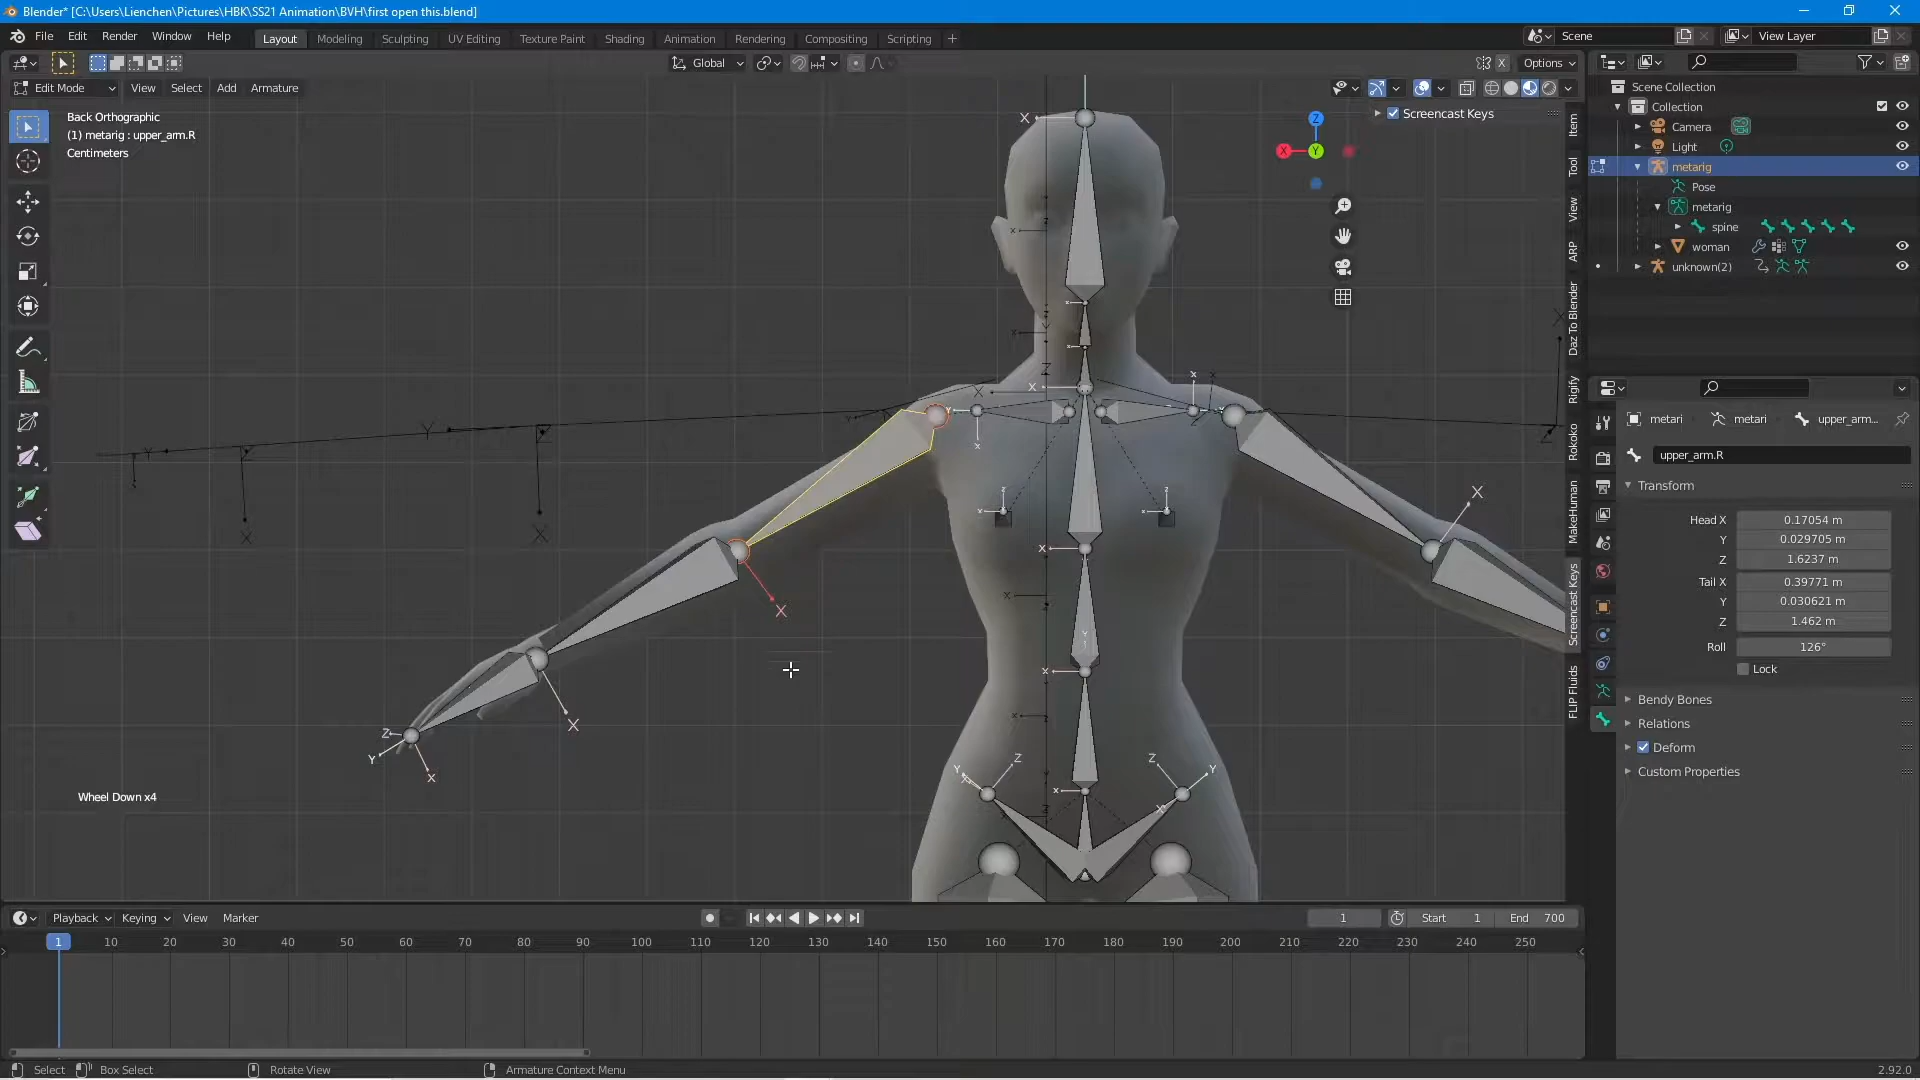 Blender* [C:\Users\Lienchen\Pictures\HBK\SS21 Animation\BVH\first open this.blend]
File Edit Render Window Help Layout Modeling Sculpting UV Editing Texture Paint Shading Animation Rendering Compositing Scripting + Scene View Layer
Global X Options
Edit Mode View Select Add Armature
Back Orthographic
(1) metarig : upper_arm.R
Centimeters
Screencast Keys
Z
X
Y
Item
Tool
View
ARP
Daz To Blender
Rigify
Rokoko
MakeHuman
Screencast Keys
FLIP Fluids
Wheel Down x4
Scene Collection
Collection
Camera
Light
metarig
Pose
metarig
spine
woman
unknown(2)
metari metari upper_arm...
upper_arm.R
Transform
Head X 0.17054 m
Y 0.029705 m
Z 1.6237 m
Tail X 0.39771 m
Y 0.030621 m
Z 1.462 m
Roll 126°
Lock
Bendy Bones
Relations
Deform
Custom Properties
Playback Keying View Marker 1 Start 1 End 700
1 10 20 30 40 50 60 70 80 90 100 110 120 130 140 150 160 170 180 190 200 210 220 230 240 250
Select Box Select Rotate View Armature Context Menu 2.92.0